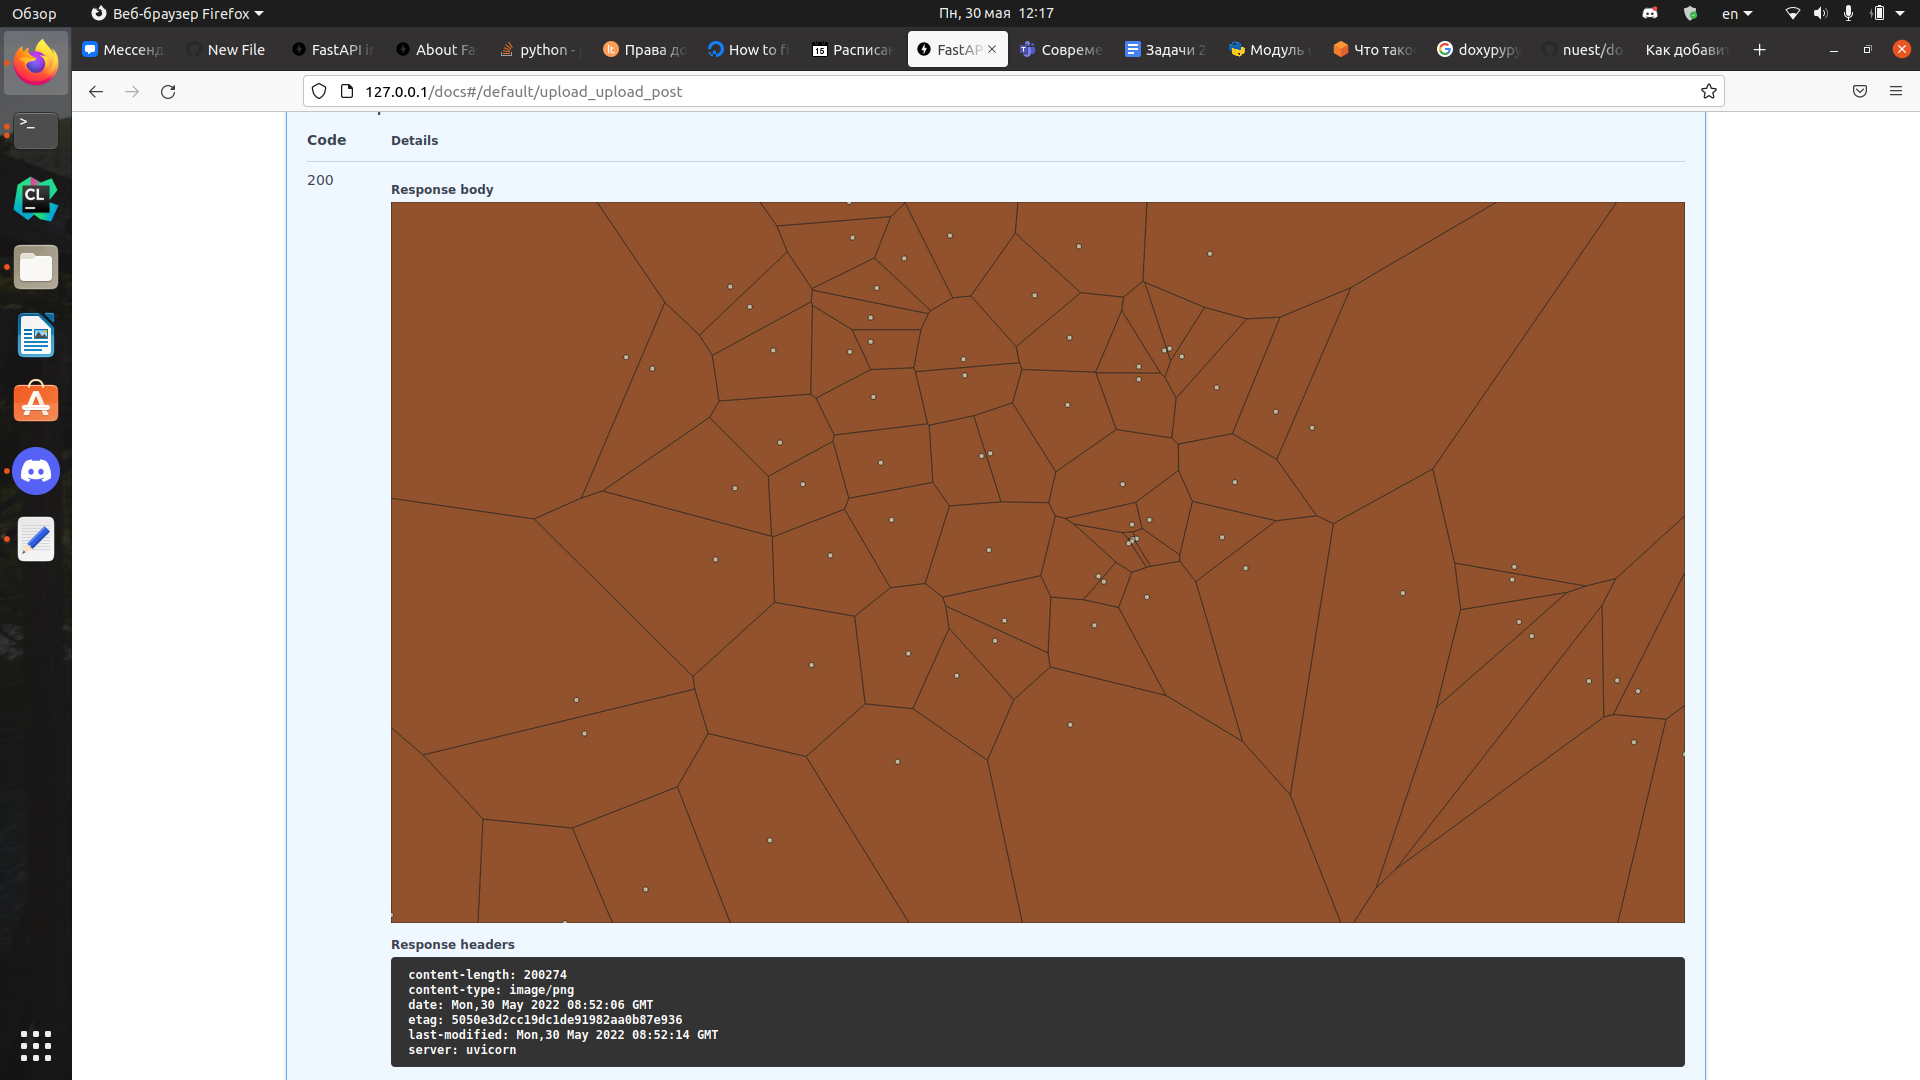 Обзор
Веб-браузер Firefox
Пн, 30 мая 12:17
en
Мессенд
New File
FastAPI i
About Fa
python -
Права до
How to fi
15
Расписан
FastAP
Совреме
Задачи 2
Модуль
Что тако
doxypypy
nuest/do
Как добави
127.0.0.1/docs#/default/upload_upload_post
Code
Details
200
Response body
Response headers
content-length: 200274
content-type: image/png
date: Mon,30 May 2022 08:52:06 GMT
etag: 5050e3d2cc19dc1de91982aa0b87e936
last-modified: Mon,30 May 2022 08:52:14 GMT
server: uvicorn